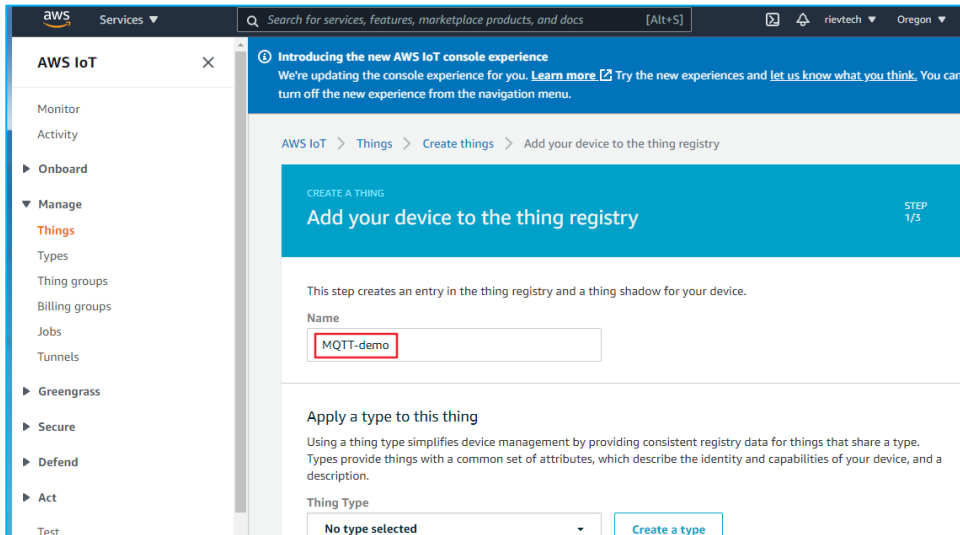 aws
Services ▼
Search for services, features, marketplace products, and docs
[Alt+S]
rievtech ▼
Oregon ▼
AWS IoT
Monitor
Activity
Onboard
Manage
Things
Types
Thing groups
Billing groups
Jobs
Tunnels
Greengrass
Secure
Defend
Act
Test
Introducing the new AWS IoT console experience
We're updating the console experience for you. Learn more Try the new experiences and let us know what you think. You can
turn off the new experience from the navigation menu.
AWS IoT > Things > Create things > Add your device to the thing registry
CREATE A THING
Add your device to the thing registry
STEP
1/3
This step creates an entry in the thing registry and a thing shadow for your device.
Name
MQTT-demo
Apply a type to this thing
Using a thing type simplifies device management by providing consistent registry data for things that share a type.
Types provide things with a common set of attributes, which describe the identity and capabilities of your device, and a
description.
Thing Type
No type selected
Create a type